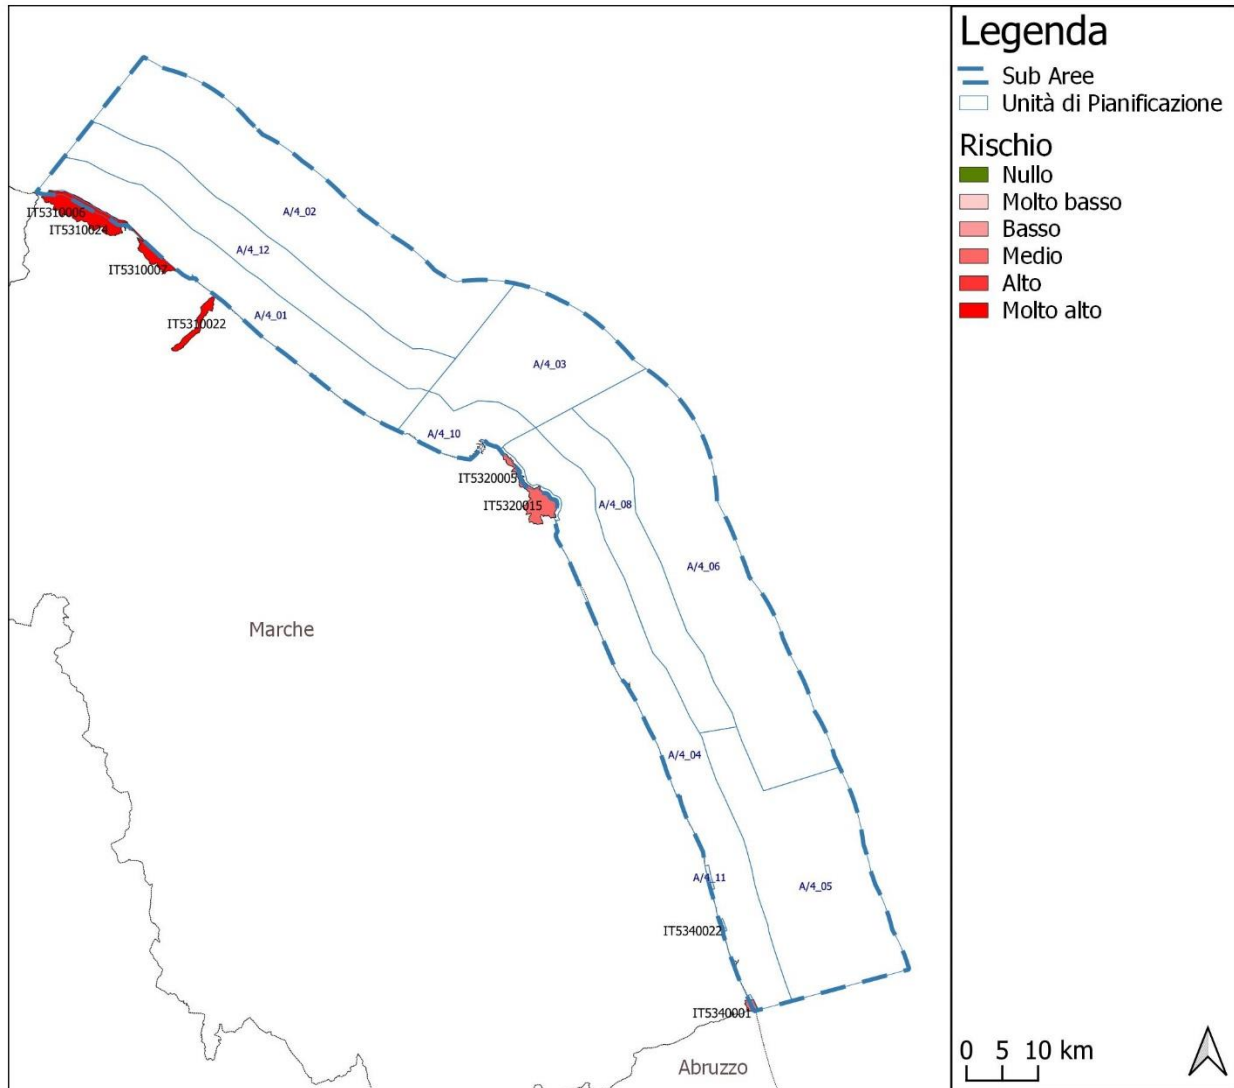 Legenda
Sub Aree
Unità di Pianificazione
Rischio
Nullo
Molto basso
Basso
Medio
Alto
Molto alto
0 5 10 km
A/4_02
IT5310006
IT5310024
A/4_12
IT5310007
A/4_01
IT5310022
A/4_03
A/4_10
IT5320005
IT5320015
A/4_08
A/4_06
Marche
A/4_04
A/4_11
A/4_05
IT5340022
IT5340001
Abruzzo